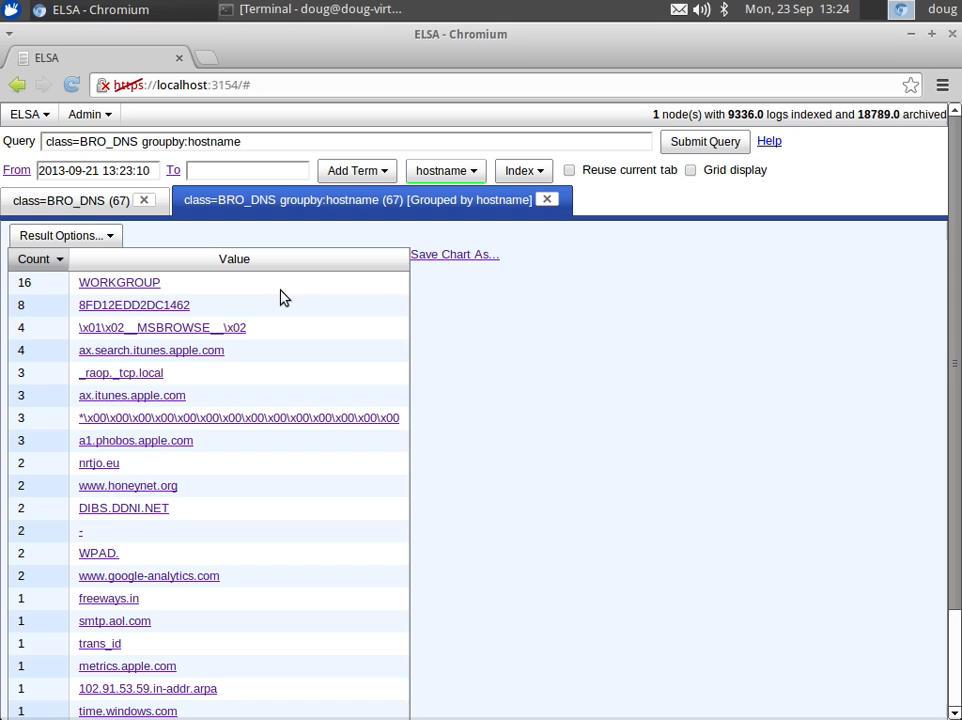 ELSA - Chromium
[Terminal - doug@doug-virt...
Mon, 23 Sep 13:24
doug
ELSA - Chromium
ELSA
https://localhost:3154/#
ELSA
Admin
1 node(s) with 9336.0 logs indexed and 18789.0 archived
Query
class=BRO_DNS groupby:hostname
Submit Query
Help
From
2013-09-21 13:23:10
To
Add Term
hostname
Index
Reuse current tab
Grid display
class=BRO_DNS (67)
class=BRO_DNS groupby:hostname (67) [Grouped by hostname]
Result Options...
Count
Value
Save Chart As...
16 WORKGROUP
8 8FD12EDD2DC1462
4 \x01\x02__MSBROWSE__\x02
4 ax.search.itunes.apple.com
3 _raop._tcp.local
3 ax.itunes.apple.com
3 *\x00\x00\x00\x00\x00\x00\x00\x00\x00\x00\x00\x00\x00\x00
3 a1.phobos.apple.com
2 nrtjo.eu
2 www.honeynet.org
2 DIBS.DDNI.NET
2 -
2 WPAD.
2 www.google-analytics.com
1 freeways.in
1 smtp.aol.com
1 trans_id
1 metrics.apple.com
1 102.91.53.59.in-addr.arpa
1 time.windows.com